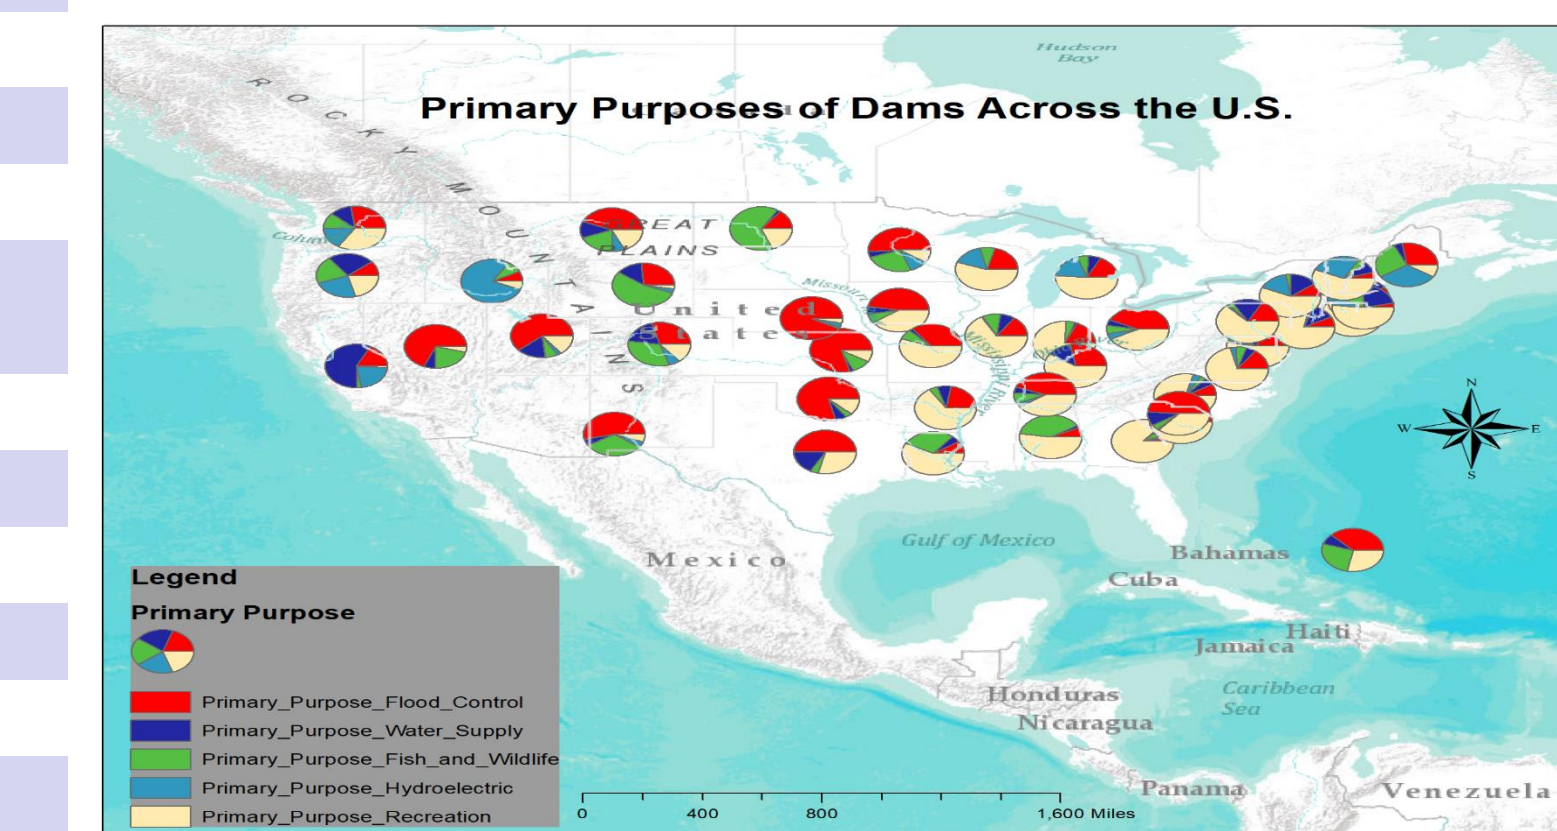 Hudson
Bay
Primary Purposes of Dams Across the U.S.
ROCKY MOUNTAINS
GREAT
PLAINS
Missouri
United
States
Mississippi River
N
W
E
S
Gulf of Mexico
Mexico
Bahamas
Cuba
Haiti
Jamaica
Caribbean
Sea
Honduras
Nicaragua
Panama
Venezuela
Legend
Primary Purpose
Primary_Purpose_Flood_Control
Primary_Purpose_Water_Supply
Primary_Purpose_Fish_and_Wildlife
Primary_Purpose_Hydroelectric
Primary_Purpose_Recreation
0 400 800 1,600 Miles